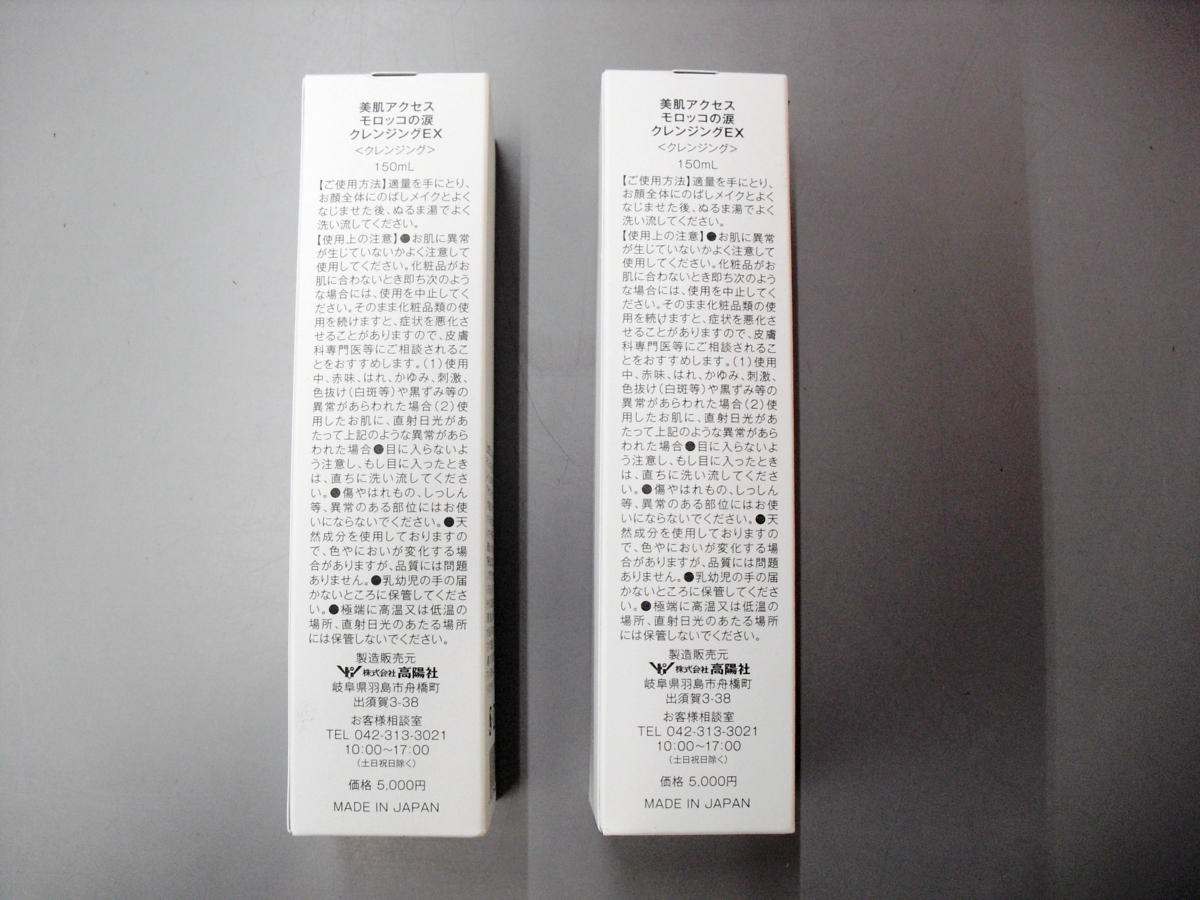 美肌アクセス
モロッコの涙
クレンジングEX
＜クレンジング＞
150mL
【ご使用方法】適量を手にとり、
お顔全体にのばしメイクとよく
なじませた後、ぬるま湯でよく
洗い流してください。
【使用上の注意】●お肌に異常
が生じていないかよく注意して
使用してください。化粧品がお
肌に合わないとき即ち次のよう
な場合には、使用を中止してく
ださい。そのまま化粧品類の使
用を続けますと、症状を悪化さ
せることがありますので、皮膚
科専門医等にご相談されるこ
とをおすすめします。（1）使用
中、赤味、はれ、かゆみ、刺激、
色抜け（白斑等）や黒ずみ等の
異常があらわれた場合（2）使
用したお肌に、直射日光があ
たって上記のような異常があら
われた場合●目に入らないよ
う注意し、もし目に入ったとき
は、直ちに洗い流してくださ
い。●傷やはれもの、しっしん
等、異常のある部位にはお使
いにならないでください。●天
然成分を使用しておりますの
で、色やにおいが変化する場
合がありますが、品質には問題
ありません。●乳幼児の手の届
かないところに保管してくださ
い。●極端に高温又は低温の
場所、直射日光のあたる場所
には保管しないでください。
製造販売元
株式会社高陽社
岐阜県羽島市舟橋町
出須賀3-38
お客様相談室
TEL 042-313-3021
10:00～17:00
（土日祝日除く）
価格 5,000円
MADE IN JAPAN
美肌アクセス
モロッコの涙
クレンジングEX
＜クレンジング＞
150mL
【ご使用方法】適量を手にとり、
お顔全体にのばしメイクとよく
なじませた後、ぬるま湯でよく
洗い流してください。
【使用上の注意】●お肌に異常
が生じていないかよく注意して
使用してください。化粧品がお
肌に合わないとき即ち次のよう
な場合には、使用を中止してく
ださい。そのまま化粧品類の使
用を続けますと、症状を悪化さ
せることがありますので、皮膚
科専門医等にご相談されるこ
とをおすすめします。（1）使用
中、赤味、はれ、かゆみ、刺激、
色抜け（白斑等）や黒ずみ等の
異常があらわれた場合（2）使
用したお肌に、直射日光があ
たって上記のような異常があら
われた場合●目に入らないよ
う注意し、もし目に入ったとき
は、直ちに洗い流してくださ
い。●傷やはれもの、しっしん
等、異常のある部位にはお使
いにならないでください。●天
然成分を使用しておりますの
で、色やにおいが変化する場
合がありますが、品質には問題
ありません。●乳幼児の手の届
かないところに保管してくださ
い。●極端に高温又は低温の
場所、直射日光のあたる場所
には保管しないでください。
製造販売元
株式会社高陽社
岐阜県羽島市舟橋町
出須賀3-38
お客様相談室
TEL 042-313-3021
10:00～17:00
（土日祝日除く）
価格 5,000円
MADE IN JAPAN